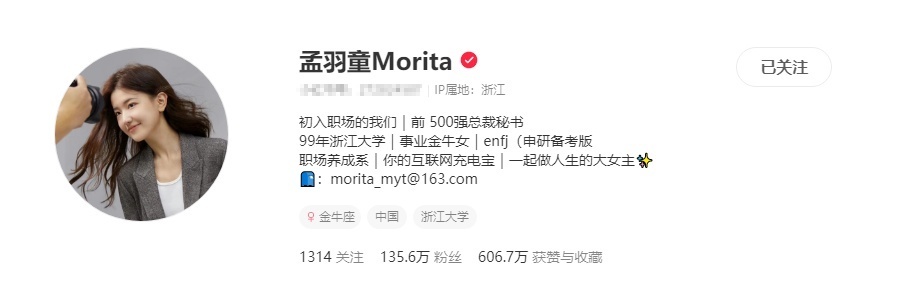 孟羽童Morita
已关注
IP属地：浙江
初入职场的我们｜前 500强总裁秘书
99年浙江大学｜事业金牛女｜enfj（申研备考版
职场养成系｜你的互联网充电宝｜一起做人生的大女主✨
：morita_myt@163.com
♀ 金牛座 中国 浙江大学
1314 关注 135.6万 粉丝 606.7万 获赞与收藏